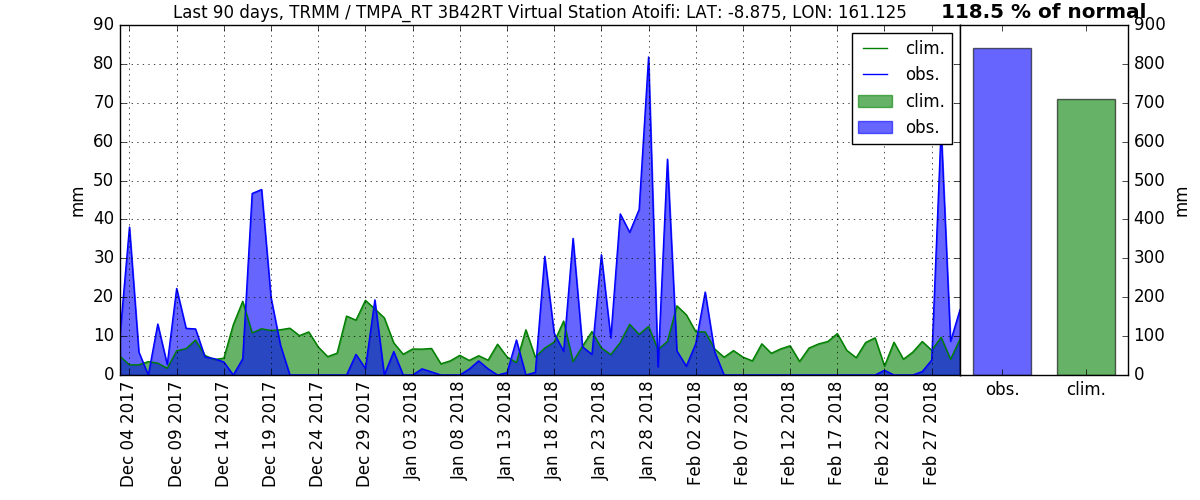 Last 90 days, TRMM / TMPA_RT 3B42RT Virtual Station Atoifi: LAT: -8.875, LON: 161.125
118.5 % of normal
90
80
70
60
50
40
30
20
10
0
mm
clim.
obs.
clim.
obs.
900
800
700
600
500
400
300
200
100
0
mm
Dec 04 2017
Dec 09 2017
Dec 14 2017
Dec 19 2017
Dec 24 2017
Dec 29 2017
Jan 03 2018
Jan 08 2018
Jan 13 2018
Jan 18 2018
Jan 23 2018
Jan 28 2018
Feb 02 2018
Feb 07 2018
Feb 12 2018
Feb 17 2018
Feb 22 2018
Feb 27 2018
obs.
clim.